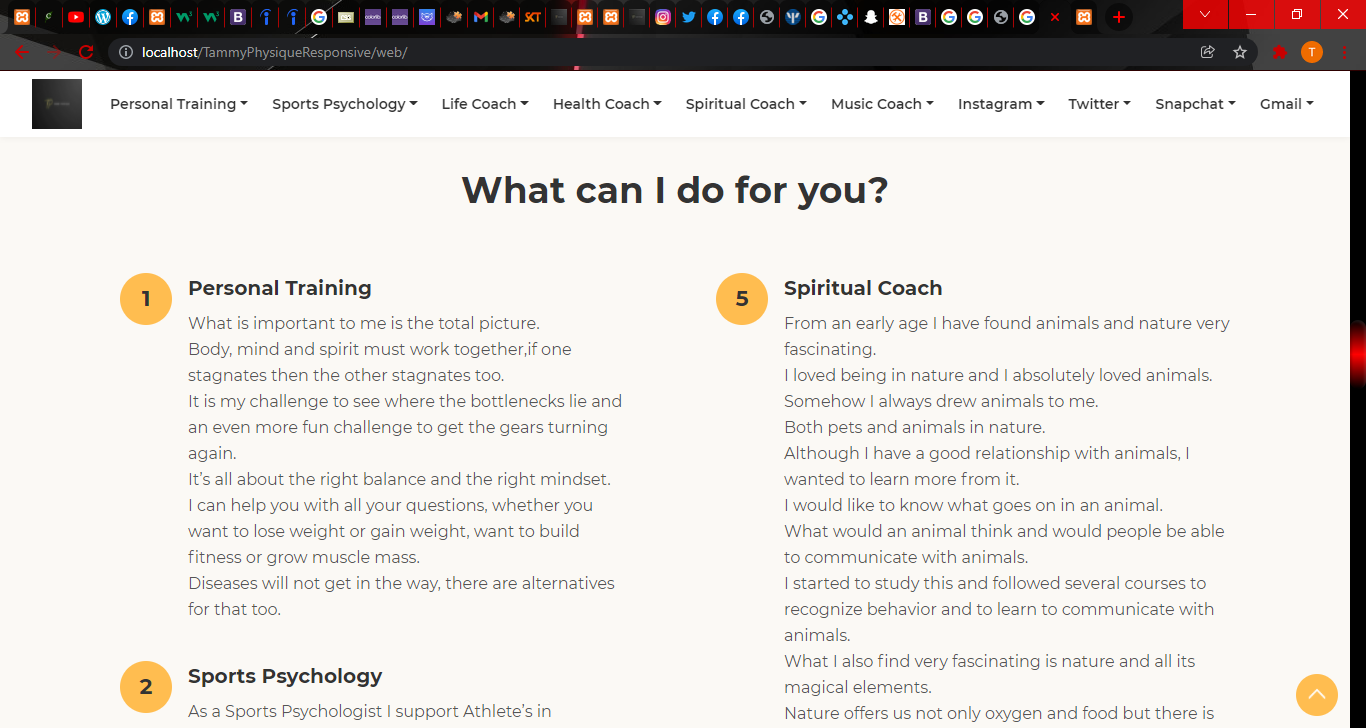 localhost/TammyPhysiqueResponsive/web/
T
Personal Training Sports Psychology Life Coach Health Coach Spiritual Coach Music Coach Instagram Twitter Snapchat Gmail
What can I do for you?
1
Personal Training
What is important to me is the total picture.
Body, mind and spirit must work together,if one
stagnates then the other stagnates too.
It is my challenge to see where the bottlenecks lie and
an even more fun challenge to get the gears turning
again.
It’s all about the right balance and the right mindset.
I can help you with all your questions, whether you
want to lose weight or gain weight, want to build
fitness or grow muscle mass.
Diseases will not get in the way, there are alternatives
for that too.
2
Sports Psychology
As a Sports Psychologist I support Athlete’s in
5
Spiritual Coach
From an early age I have found animals and nature very
fascinating.
I loved being in nature and I absolutely loved animals.
Somehow I always drew animals to me.
Both pets and animals in nature.
Although I have a good relationship with animals, I
wanted to learn more from it.
I would like to know what goes on in an animal.
What would an animal think and would people be able
to communicate with animals.
I started to study this and followed several courses to
recognize behavior and to learn to communicate with
animals.
What I also find very fascinating is nature and all its
magical elements.
Nature offers us not only oxygen and food but there is